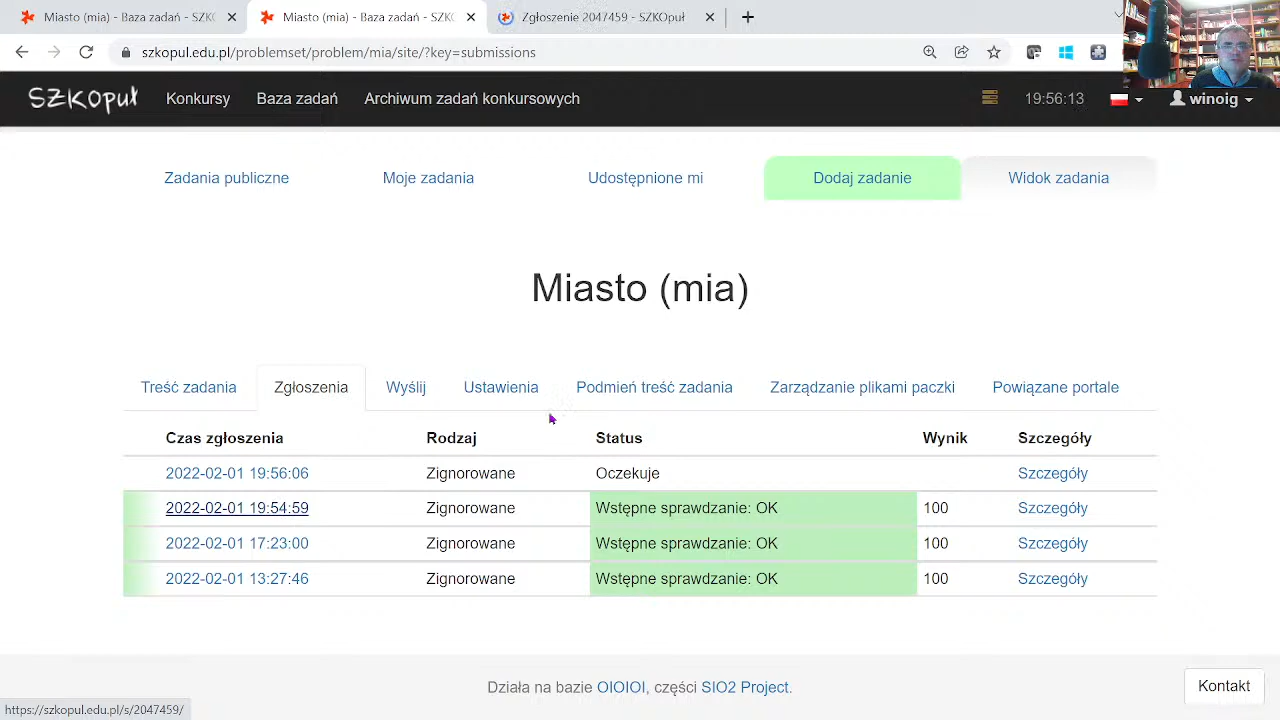 Miasto (mia) - Baza zadań - SZKO
Miasto (mia) - Baza zadań - SZKO
Zgłoszenie 2047459 - SZKOpuł
szkopul.edu.pl/problemset/problem/mia/site/?key=submissions
SZKOpuł
Konkursy
Baza zadań
Archiwum zadań konkursowych
19:56:13
winoig
Zadania publiczne
Moje zadania
Udostępnione mi
Dodaj zadanie
Widok zadania
Miasto (mia)
Treść zadania
Zgłoszenia
Wyślij
Ustawienia
Podmień treść zadania
Zarządzanie plikami paczki
Powiązane portale
Czas zgłoszenia Rodzaj Status Wynik Szczegóły
2022-02-01 19:56:06 Zignorowane Oczekuje Szczegóły
2022-02-01 19:54:59 Zignorowane Wstępne sprawdzanie: OK 100 Szczegóły
2022-02-01 17:23:00 Zignorowane Wstępne sprawdzanie: OK 100 Szczegóły
2022-02-01 13:27:46 Zignorowane Wstępne sprawdzanie: OK 100 Szczegóły
Działa na bazie OIOIOI, części SIO2 Project.
Kontakt
https://szkopul.edu.pl/s/2047459/